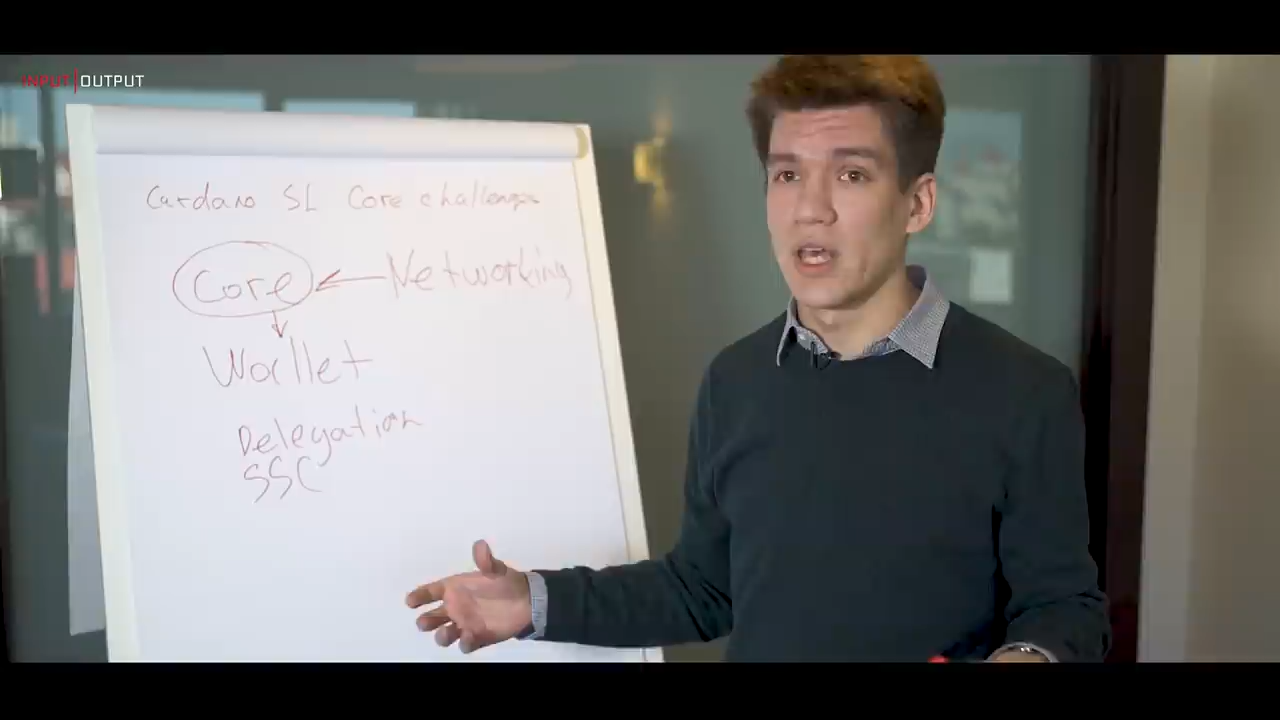 INPUT|OUTPUT
Cardano SL Core challenges
Core ← Networking
↓
Wallet
Delegation
SSC